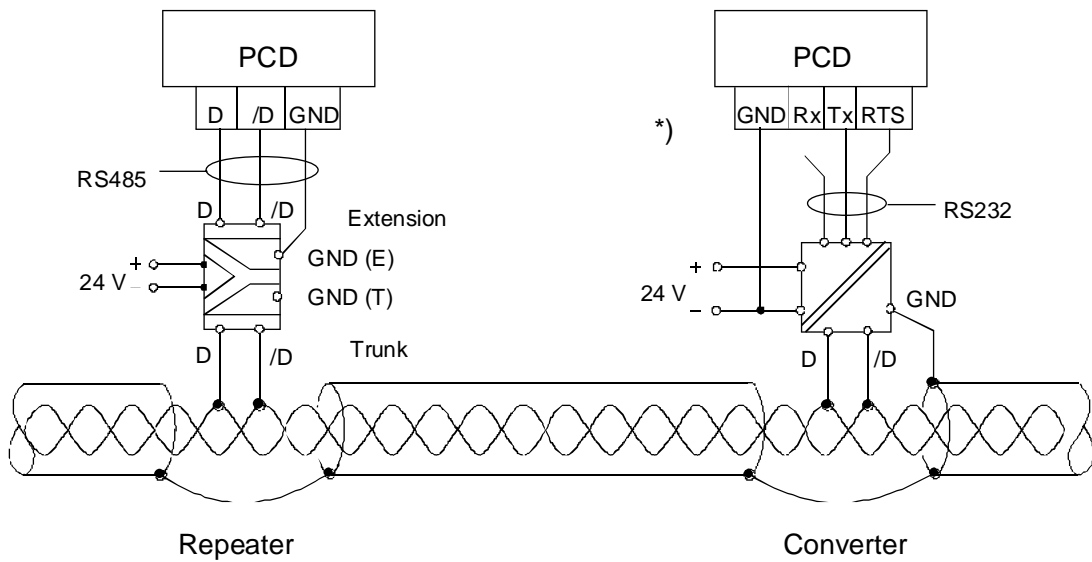 PCD
D /D GND
RS485
D /D
Extension
+
GND (E)
24 V
–
GND (T)
D /D
Trunk
Repeater
PCD
*)
GND Rx Tx RTS
RS232
+
24 V
–
GND
D /D
Converter